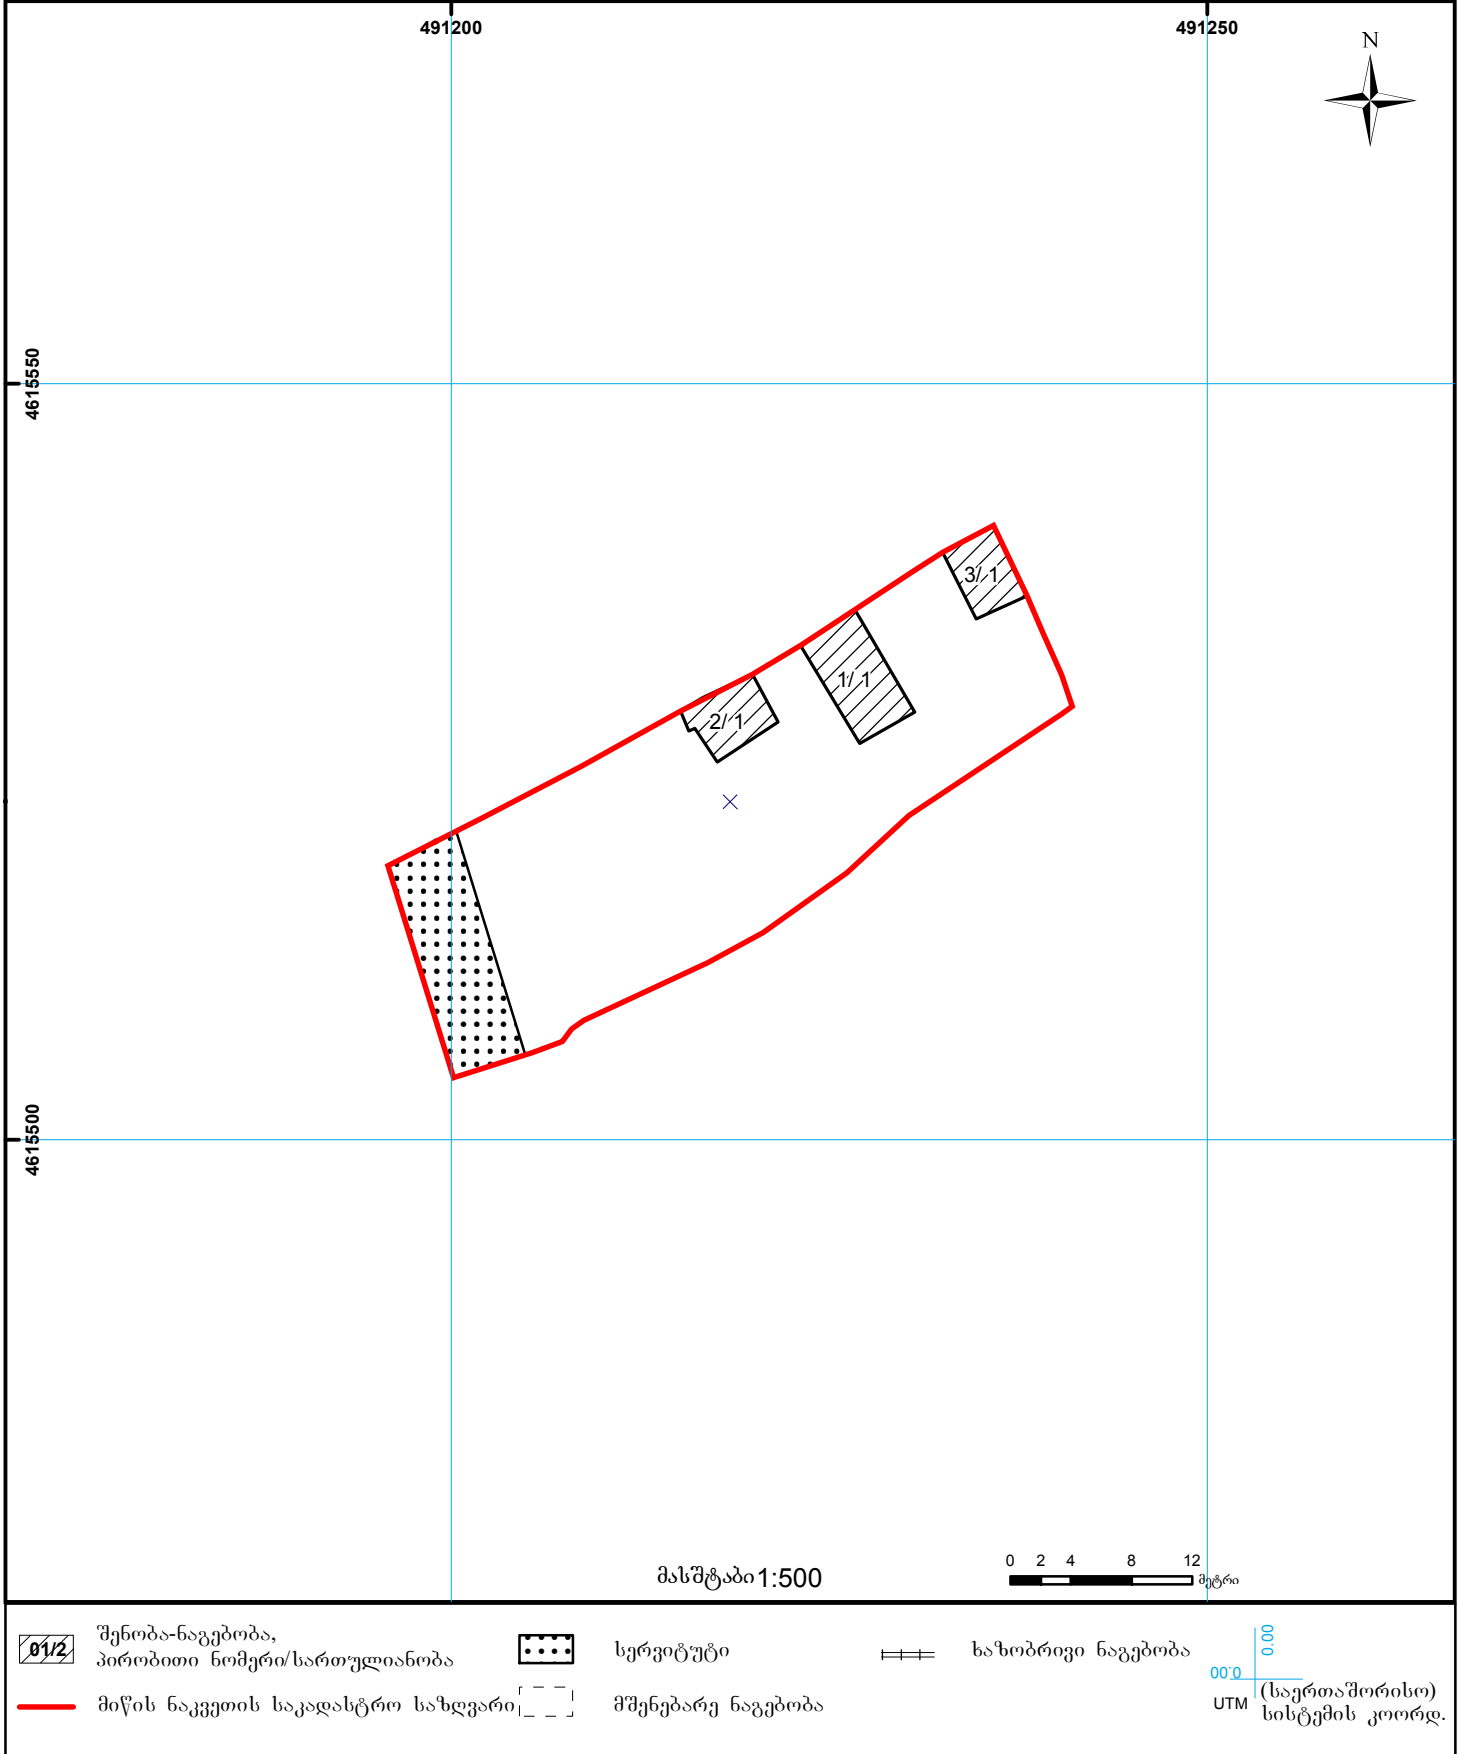 491200
491250
N
4615550
3/ 1
1/ 1
2/ 1
4615500
მასშტაბი 1:500
0 2 4 8 12
მეტრი
01/2
შენობა-ნაგებობა,
პირობითი ნომერი/სართულიანობა
სერვიტუტი
ხაზობრივი ნაგებობა
მიწის ნაკვეთის საკადასტრო საზღვარი
მშენებარე ნაგებობა
00.0
00.0
UTM
(საერთაშორისო)
სისტემის კოორდ.